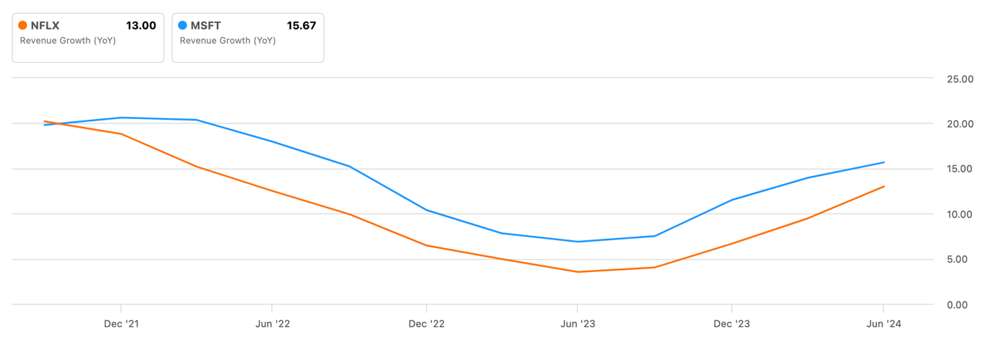 NFLX 13.00
Revenue Growth (YoY)
MSFT 15.67
Revenue Growth (YoY)
25.00
20.00
15.00
10.00
5.00
0.00
Dec '21 Jun '22 Dec '22 Jun '23 Dec '23 Jun '24